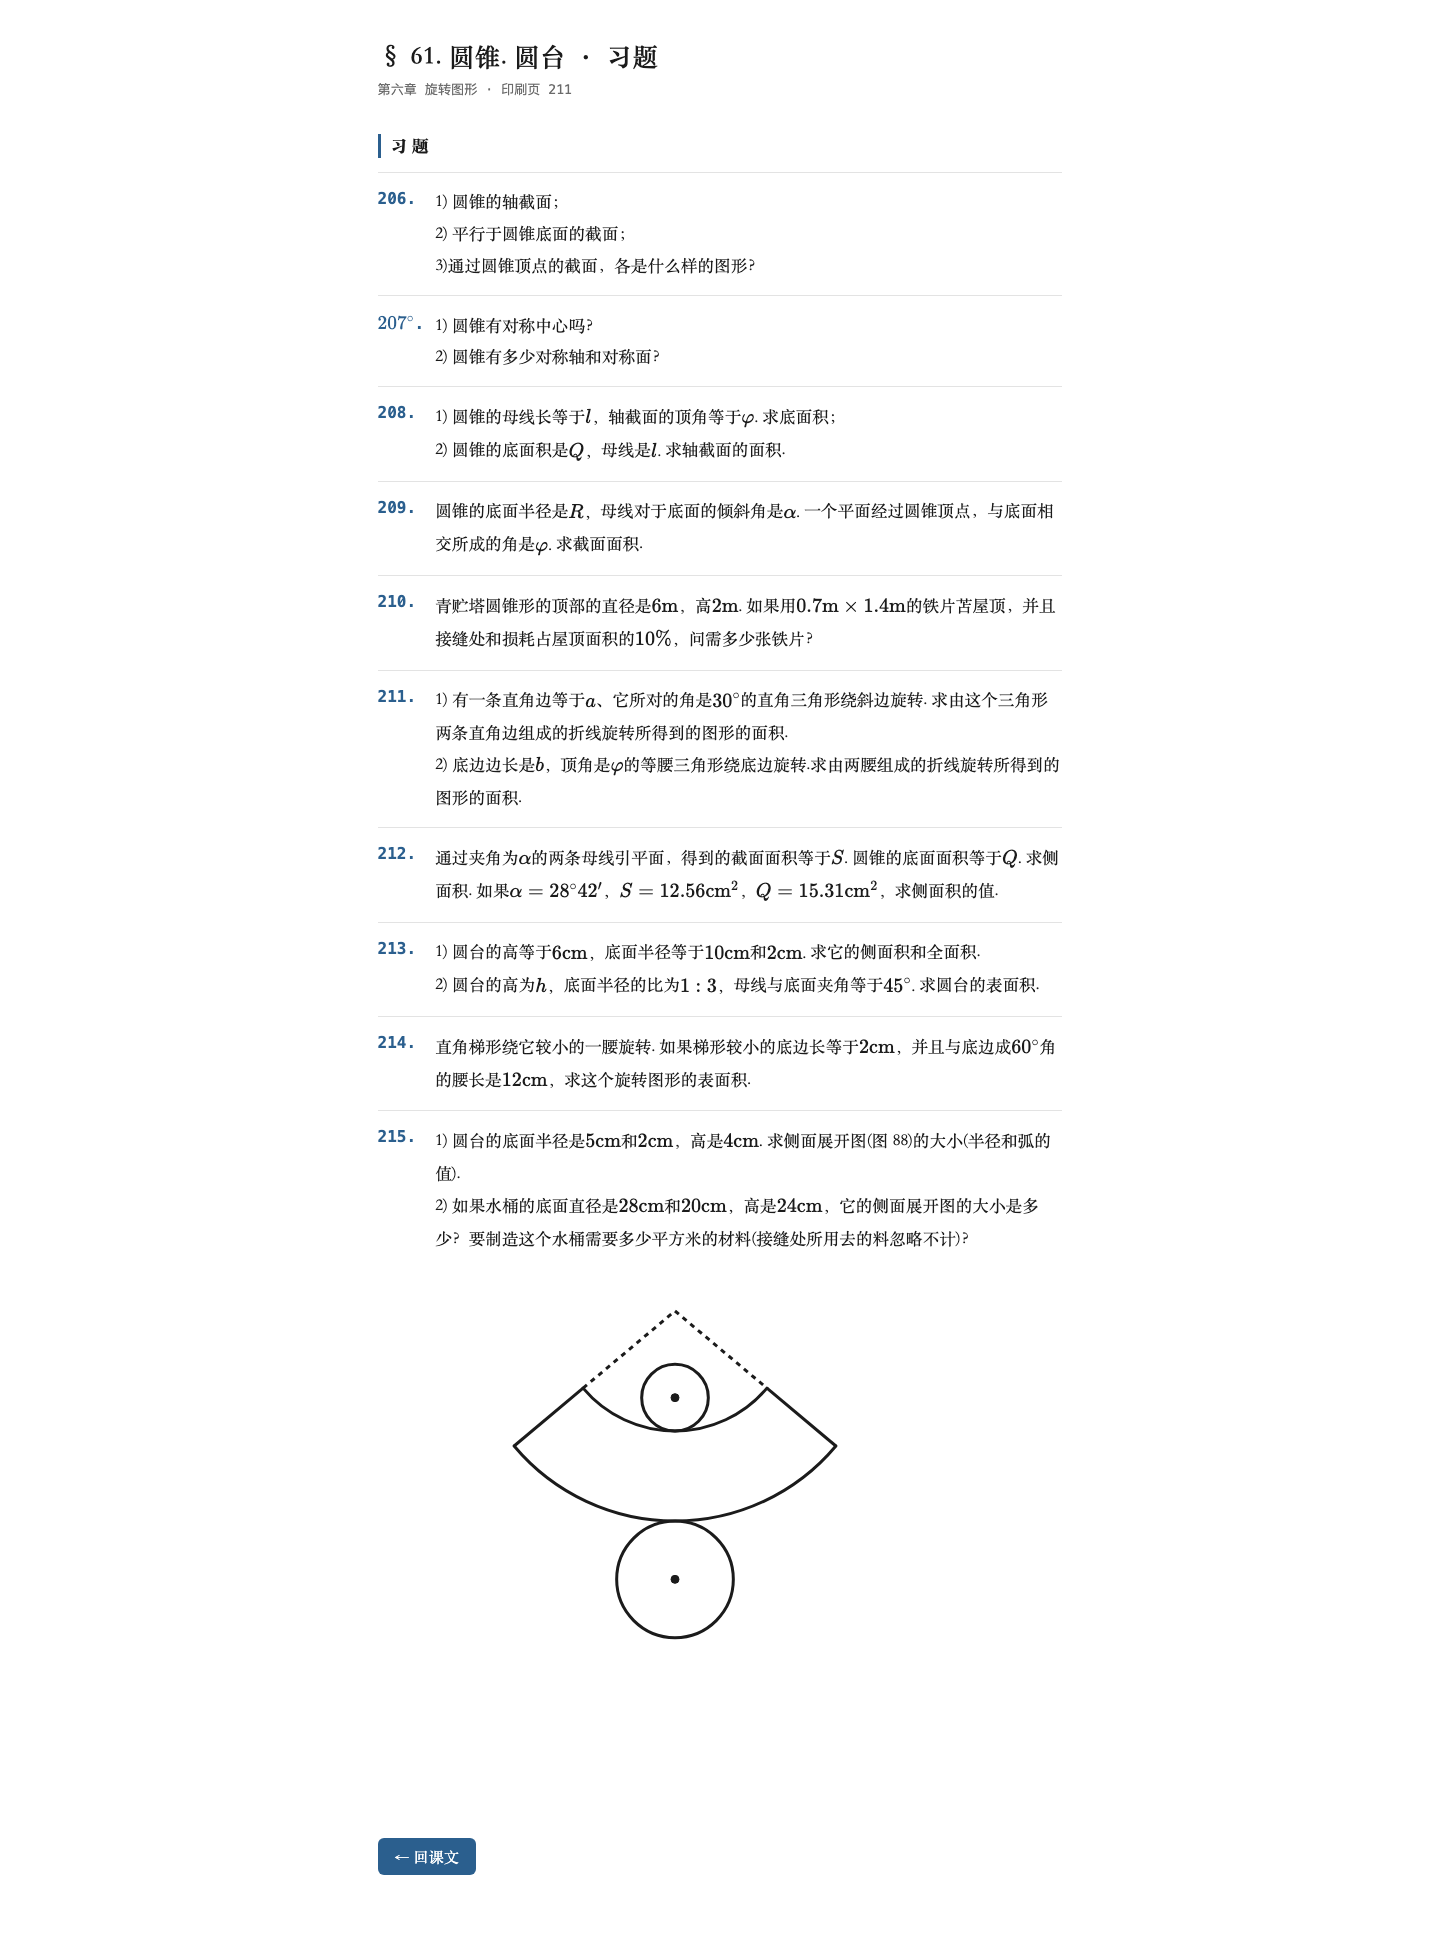 § 61. 圆锥. 圆台 · 习题
第六章 旋转图形 · 印刷页 211
习 题
206. 1) 圆锥的轴截面；
2) 平行于圆锥底面的截面；
3)通过圆锥顶点的截面，各是什么样的图形?
207°. 1) 圆锥有对称中心吗?
2) 圆锥有多少对称轴和对称面?
208. 1) 圆锥的母线长等于l，轴截面的顶角等于φ. 求底面积；
2) 圆锥的底面积是Q，母线是l. 求轴截面的面积.
209. 圆锥的底面半径是R，母线对于底面的倾斜角是α. 一个平面经过圆锥顶点，与底面相
交所成的角是φ. 求截面面积.
210. 青贮塔圆锥形的顶部的直径是6m，高2m. 如果用0.7m × 1.4m的铁片苫屋顶，并且
接缝处和损耗占屋顶面积的10%，问需多少张铁片?
211. 1) 有一条直角边等于a、它所对的角是30°的直角三角形绕斜边旋转. 求由这个三角形
两条直角边组成的折线旋转所得到的图形的面积.
2) 底边边长是b，顶角是φ的等腰三角形绕底边旋转.求由两腰组成的折线旋转所得到的
图形的面积.
212. 通过夹角为α的两条母线引平面，得到的截面面积等于S. 圆锥的底面面积等于Q. 求侧
面积. 如果α = 28°42′，S = 12.56cm²，Q = 15.31cm²，求侧面积的值.
213. 1) 圆台的高等于6cm，底面半径等于10cm和2cm. 求它的侧面积和全面积.
2) 圆台的高为h，底面半径的比为1 : 3，母线与底面夹角等于45°. 求圆台的表面积.
214. 直角梯形绕它较小的一腰旋转. 如果梯形较小的底边长等于2cm，并且与底边成60°角
的腰长是12cm，求这个旋转图形的表面积.
215. 1) 圆台的底面半径是5cm和2cm，高是4cm. 求侧面展开图(图 88)的大小(半径和弧的
值).
2) 如果水桶的底面直径是28cm和20cm，高是24cm，它的侧面展开图的大小是多
少? 要制造这个水桶需要多少平方米的材料(接缝处所用去的料忽略不计)?
← 回课文